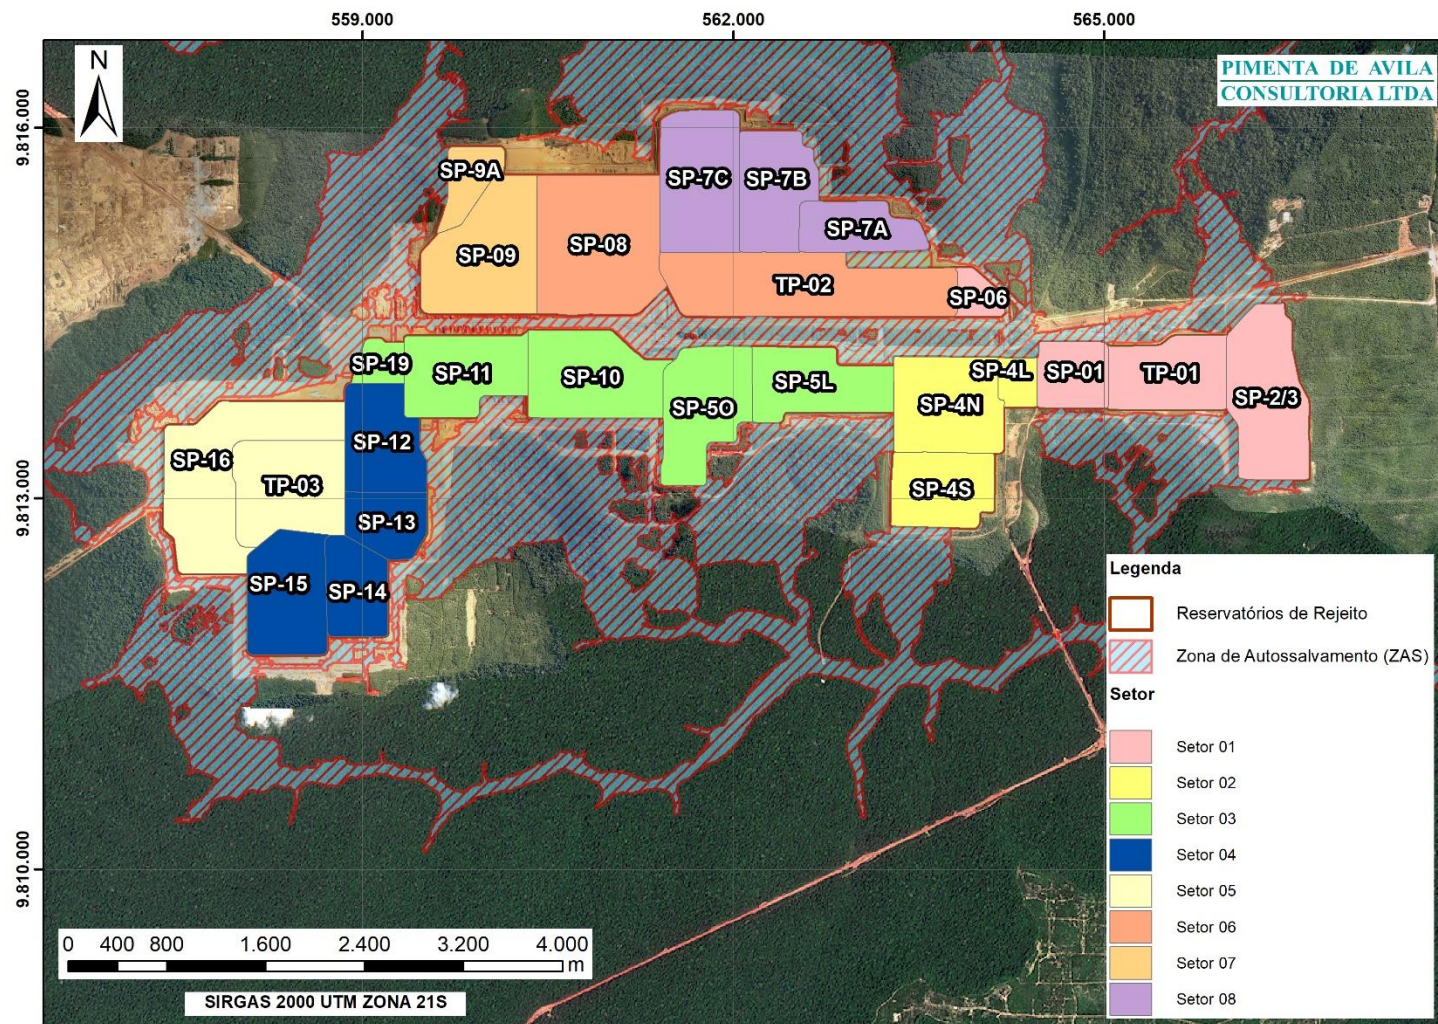 559.000
562.000
565.000
N
PIMENTA DE AVILA
CONSULTORIA LTDA
9.816.000
SP-9A
SP-7C
SP-7B
SP-7A
SP-09
SP-08
TP-02
SP-06
SP-19
SP-11
SP-10
SP-5O
SP-5L
SP-4L
SP-4N
SP-01
TP-01
SP-2/3
SP-12
SP-16
TP-03
SP-4S
9.813.000
SP-13
SP-15
SP-14
Legenda
Reservatórios de Rejeito
Zona de Autossalvamento (ZAS)
Setor
Setor 01
Setor 02
Setor 03
Setor 04
Setor 05
Setor 06
Setor 07
Setor 08
9.810.000
0 400 800 1.600 2.400 3.200 4.000
m
SIRGAS 2000 UTM ZONA 21S